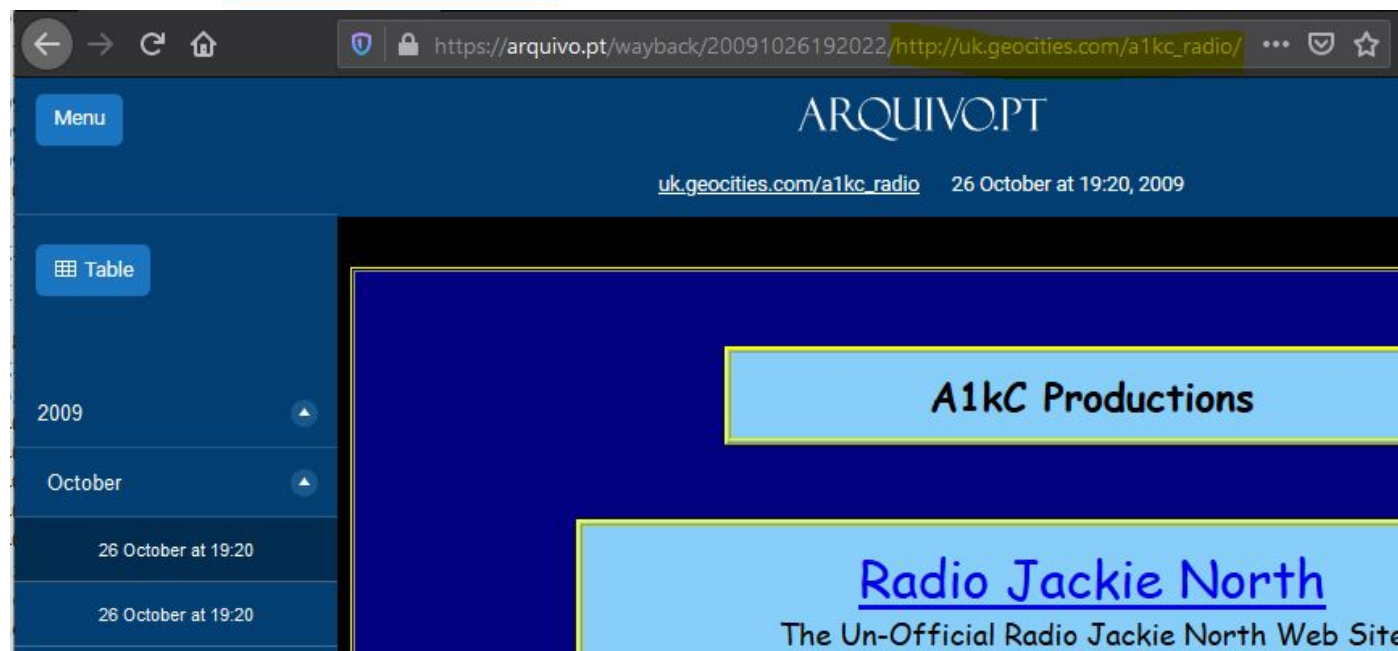 https://arquivo.pt/wayback/20091026192022/http://uk.geocities.com/a1kc_radio/
Menu
ARQUIVO.PT
uk.geocities.com/a1kc_radio 26 October at 19:20, 2009
Table
A1kC Productions
2009
October
26 October at 19:20
Radio Jackie North
26 October at 19:20
The Un-Official Radio Jackie North Web Site